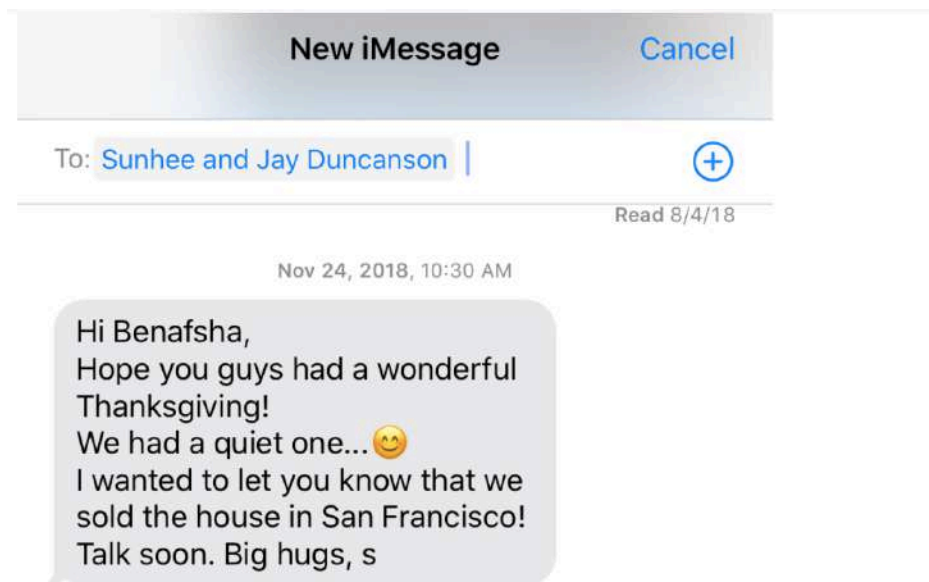 New iMessage
Cancel
To: Sunhee and Jay Duncanson
Read 8/4/18
Nov 24, 2018, 10:30 AM
Hi Benafsha,
Hope you guys had a wonderful
Thanksgiving!
We had a quiet one...😊
I wanted to let you know that we
sold the house in San Francisco!
Talk soon. Big hugs, s